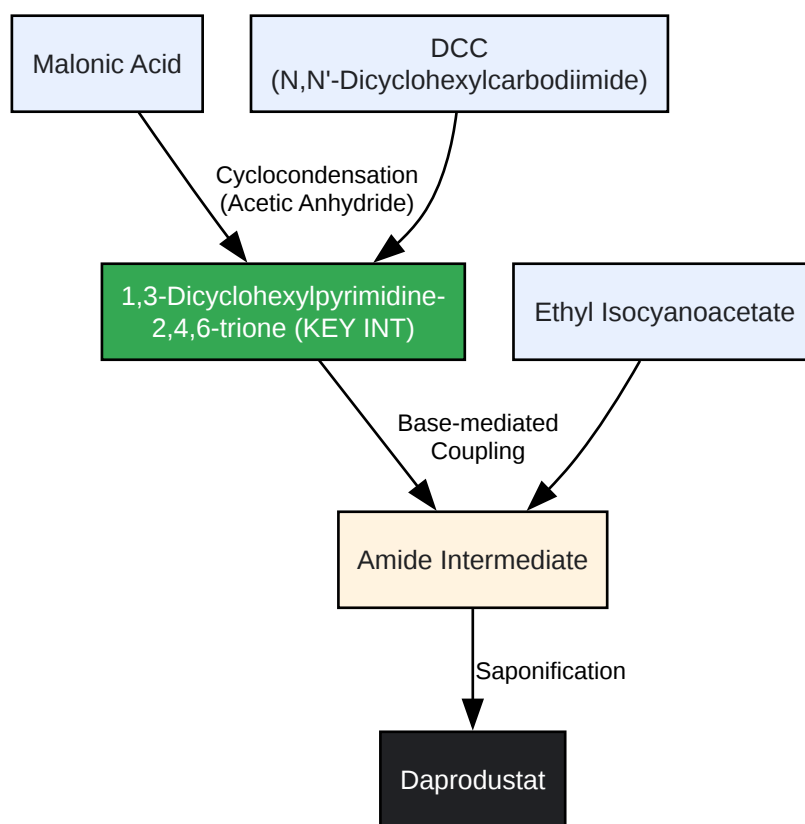 Malonic Acid
DCC
(N,N'-Dicyclohexylcarbodiimide)
Cyclocondensation
(Acetic Anhydride)
1,3-Dicyclohexylpyrimidine-
2,4,6-trione (KEY INT)
Ethyl Isocyanoacetate
Base-mediated
Coupling
Amide Intermediate
Saponification
Daprodustat